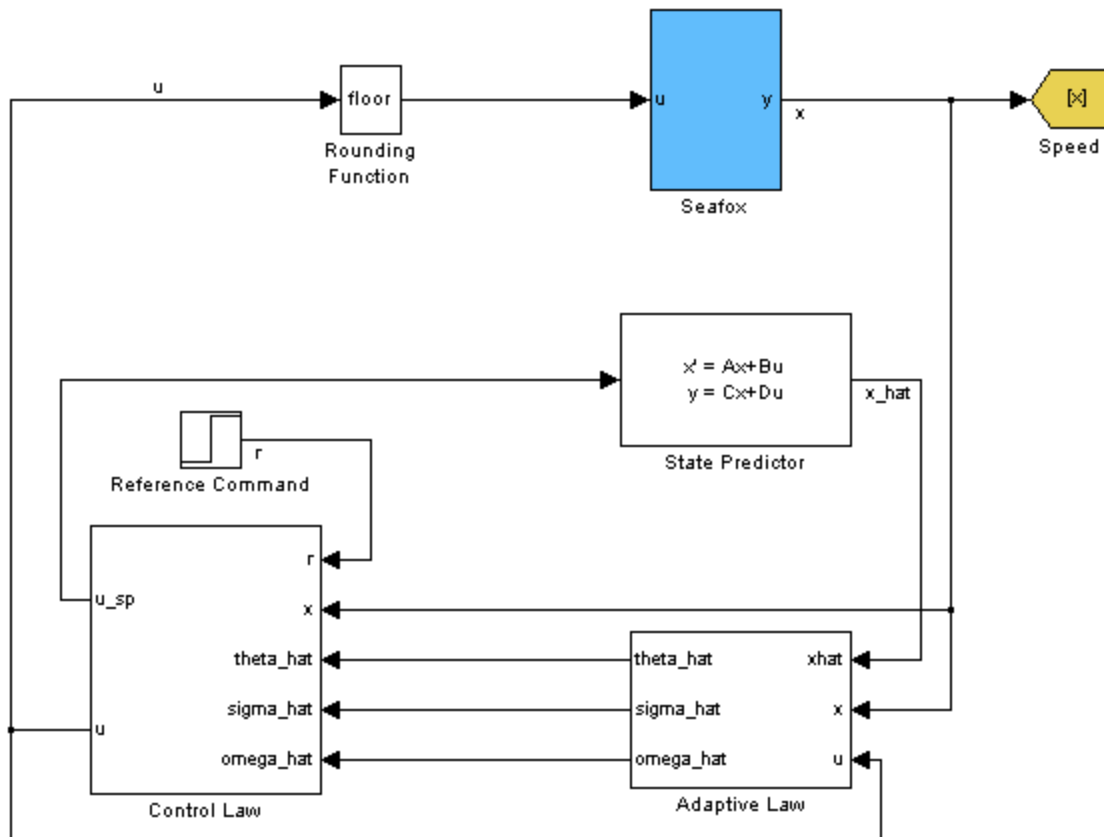 u
floor
Rounding
Function
u
y
x
Seafox
[x]
Speed
x' = Ax+Bu
y = Cx+Du
x_hat
State Predictor
r
Reference Command
r
u_sp
x
theta_hat
sigma_hat
u
omega_hat
Control Law
theta_hat
xhat
sigma_hat
x
omega_hat
u
Adaptive Law